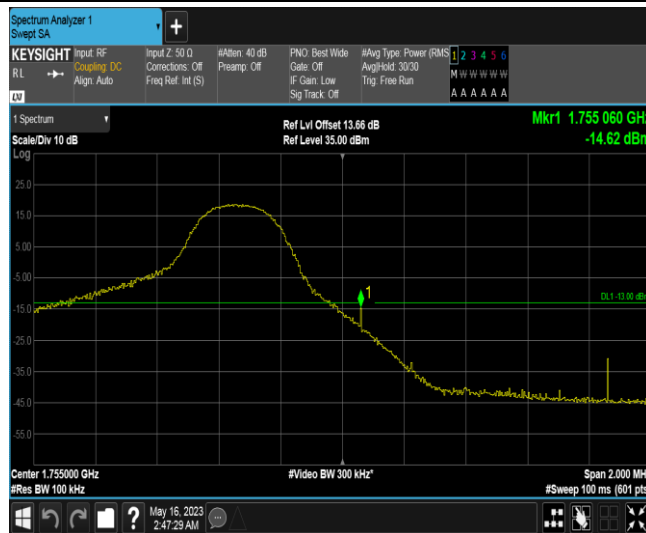 Spectrum Analyzer 1
Swept SA
+
KEYSIGHT
RL
Input: RF
Coupling: DC
Align: Auto
Input Z: 50 Ω
Corrections: Off
Freq Ref: Int (S)
#Atten: 40 dB
Preamp: Off
PNO: Best Wide
Gate: Off
IF Gain: Low
Sig Track: Off
#Avg Type: Power (RMS
Avg|Hold: 30/30
Trig: Free Run
1 2 3 4 5 6
M W W W W W
A A A A A A
LXI
1 Spectrum
Scale/Div 10 dB
Ref Lvl Offset 13.66 dB
Ref Level 35.00 dBm
Mkr1 1.755 060 GHz
-14.62 dBm
Log
25.0
15.0
5.00
-5.00
1
DL1 -13.00 dBm
-15.0
-25.0
-35.0
-45.0
-55.0
Center 1.755000 GHz
#Video BW 300 kHz*
Span 2.000 MH
#Res BW 100 kHz
#Sweep 100 ms (601 pts
?
May 16, 2023
2:47:29 AM